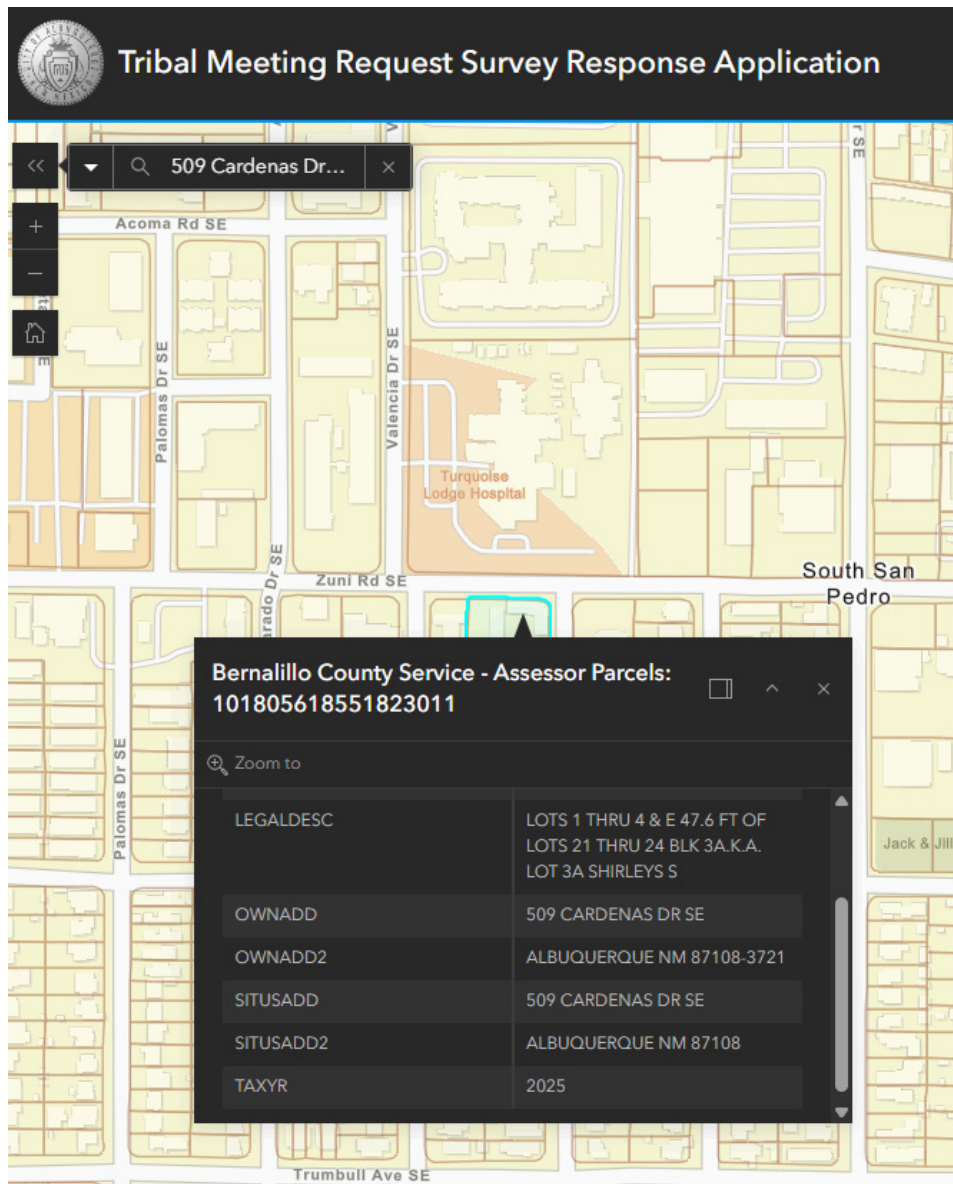 Tribal Meeting Request Survey Response Application
509 Cardenas Dr...
Acoma Rd SE
Palomas Dr SE
Valencia Dr SE
Turquoise
Lodge Hospital
Zuni Rd SE
South San
Pedro
Bernalillo County Service - Assessor Parcels:
101805618551823011
Zoom to
LEGALDESC
LOTS 1 THRU 4 & E 47.6 FT OF
LOTS 21 THRU 24 BLK 3A.K.A.
LOT 3A SHIRLEYS S
OWNADD
509 CARDENAS DR SE
OWNADD2
ALBUQUERQUE NM 87108-3721
SITUSADD
509 CARDENAS DR SE
SITUSADD2
ALBUQUERQUE NM 87108
TAXYR
2025
Palomas Dr SE
Jack & Jill
Trumbull Ave SE